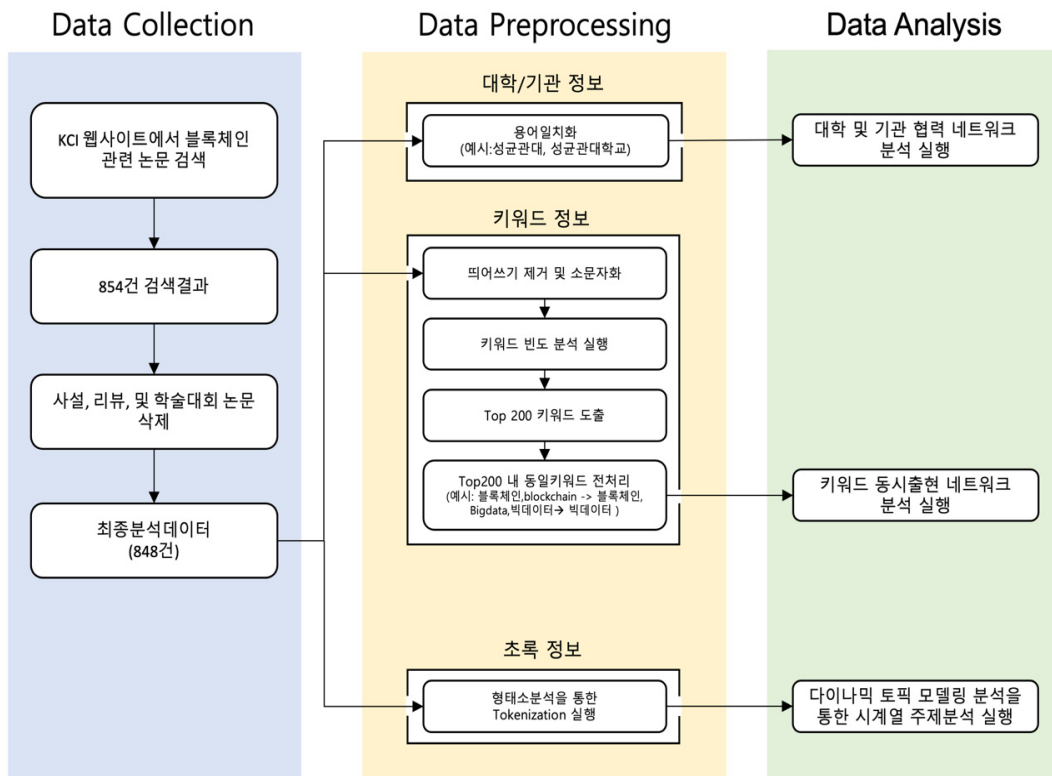 Data Collection
KCI 웹사이트에서 블록체인
관련 논문 검색
854건 검색결과
사설, 리뷰, 및 학술대회 논문
삭제
최종분석데이터
(848건)
Data Preprocessing
대학/기관 정보
용어일치화
(예시:성균관대, 성균관대학교)
키워드 정보
띄어쓰기 제거 및 소문자화
키워드 빈도 분석 실행
Top 200 키워드 도출
Top200 내 동일키워드 전처리
(예시: 블록체인,blockchain -> 블록체인,
Bigdata,빅데이터→ 빅데이터 )
초록 정보
형태소분석을 통한
Tokenization 실행
Data Analysis
대학 및 기관 협력 네트워크
분석 실행
키워드 동시출현 네트워크
분석 실행
다이나믹 토픽 모델링 분석을
통한 시계열 주제분석 실행